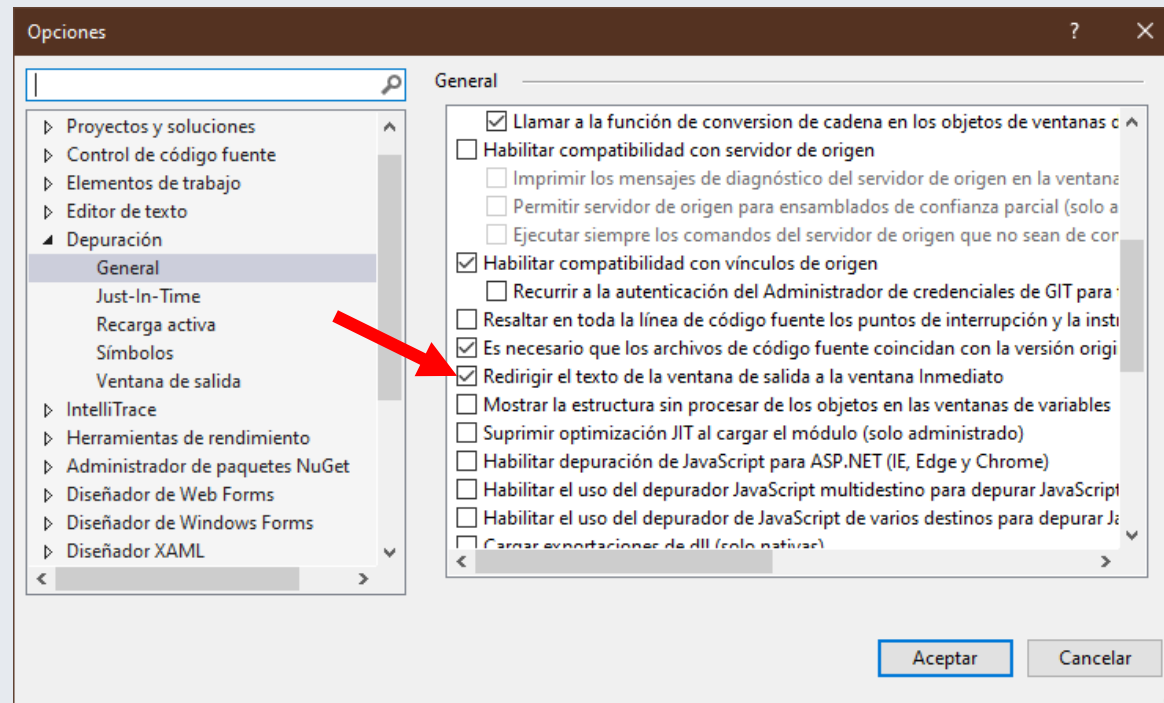 Opciones
?
General
Proyectos y soluciones
Control de código fuente
Elementos de trabajo
Editor de texto
Depuración
General
Just-In-Time
Recarga activa
Símbolos
Ventana de salida
IntelliTrace
Herramientas de rendimiento
Administrador de paquetes NuGet
Diseñador de Web Forms
Diseñador de Windows Forms
Diseñador XAML
Llamar a la función de conversion de cadena en los objetos de ventanas
Habilitar compatibilidad con servidor de origen
Imprimir los mensajes de diagnóstico del servidor de origen en la ventana
Permitir servidor de origen para ensamblados de confianza parcial (solo a
Ejecutar siempre los comandos del servidor de origen que no sean de
Habilitar compatibilidad con vínculos de origen
Recurrir a la autenticación del Administrador de credenciales de GIT para
Resaltar en toda la línea de código fuente los puntos de interrupción y la
Es necesario que los archivos de código fuente coincidan con la versión origi
Redirigir el texto de la ventana de salida a la ventana Inmediato
Mostrar la estructura sin procesar de los objetos en las ventanas de variables
Suprimir optimización JIT al cargar el módulo (solo administrado)
Habilitar depuración de JavaScript para ASP.NET (IE, Edge y Chrome)
Habilitar el uso del depurador JavaScript multidestino para depurar JavaScript
Habilitar el uso del depurador de JavaScript de varios destinos para depurar
Cargar exportaciones de dll (solo nativas)
Aceptar
Cancelar